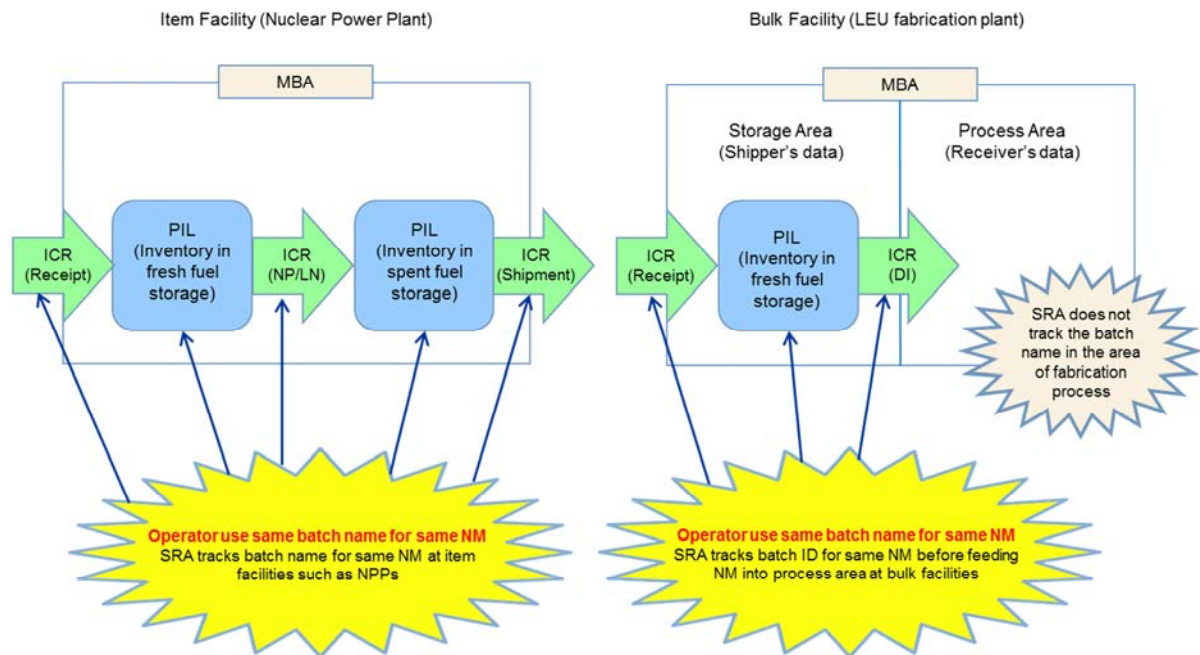 Item Facility (Nuclear Power Plant)
MBA
ICR
(Receipt)
PIL
(Inventory in
fresh fuel
storage)
ICR
(NP/LN)
PIL
(Inventory in
spent fuel
storage)
ICR
(Shipment)
Operator use same batch name for same NM
SRA tracks batch name for same NM at item
facilities such as NPPs
Bulk Facility (LEU fabrication plant)
MBA
Storage Area
(Shipper's data)
Process Area
(Receiver's data)
ICR
(Receipt)
PIL
(Inventory in
fresh fuel
storage)
ICR
(DI)
SRA does not
track the batch
name in the area
of fabrication
process
Operator use same batch name for same NM
SRA tracks batch ID for same NM before feeding
NM into process area at bulk facilities